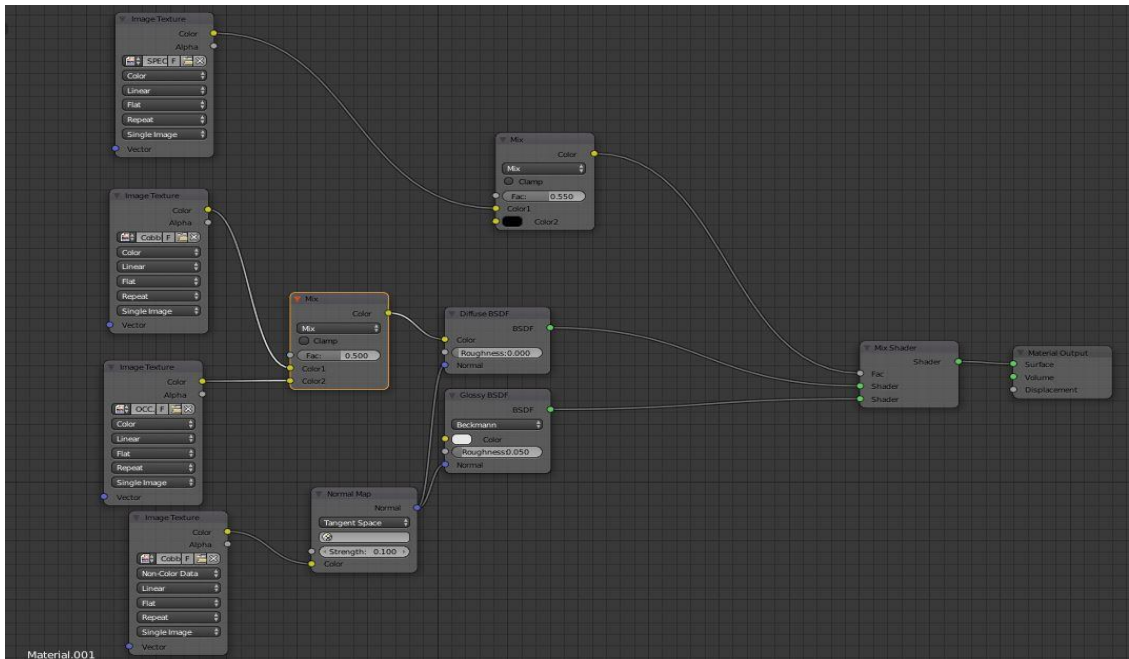 Image Texture
Color
Alpha
SPEC F
Color
Linear
Flat
Repeat
Single Image
Vector
Mix
Color
Mix
Clamp
Fac: 0.550
Color1
Color2
Image Texture
Color
Alpha
Cobb F
Color
Linear
Flat
Repeat
Single Image
Vector
Mix
Color
Mix
Clamp
Fac: 0.500
Color1
Color2
Diffuse BSDF
BSDF
Color
Roughness:0.000
Normal
Mix Shader
Shader
Fac
Shader
Shader
Material Output
Surface
Volume
Displacement
Image Texture
Color
Alpha
OCC. F
Color
Linear
Flat
Repeat
Single Image
Vector
Glossy BSDF
BSDF
Beckmann
Color
Roughness:0.050
Normal
Normal Map
Normal
Tangent Space
Strength: 0.100
Color
Image Texture
Color
Alpha
Cobb F
Non-Color Data
Linear
Flat
Repeat
Single Image
Vector
Material.001